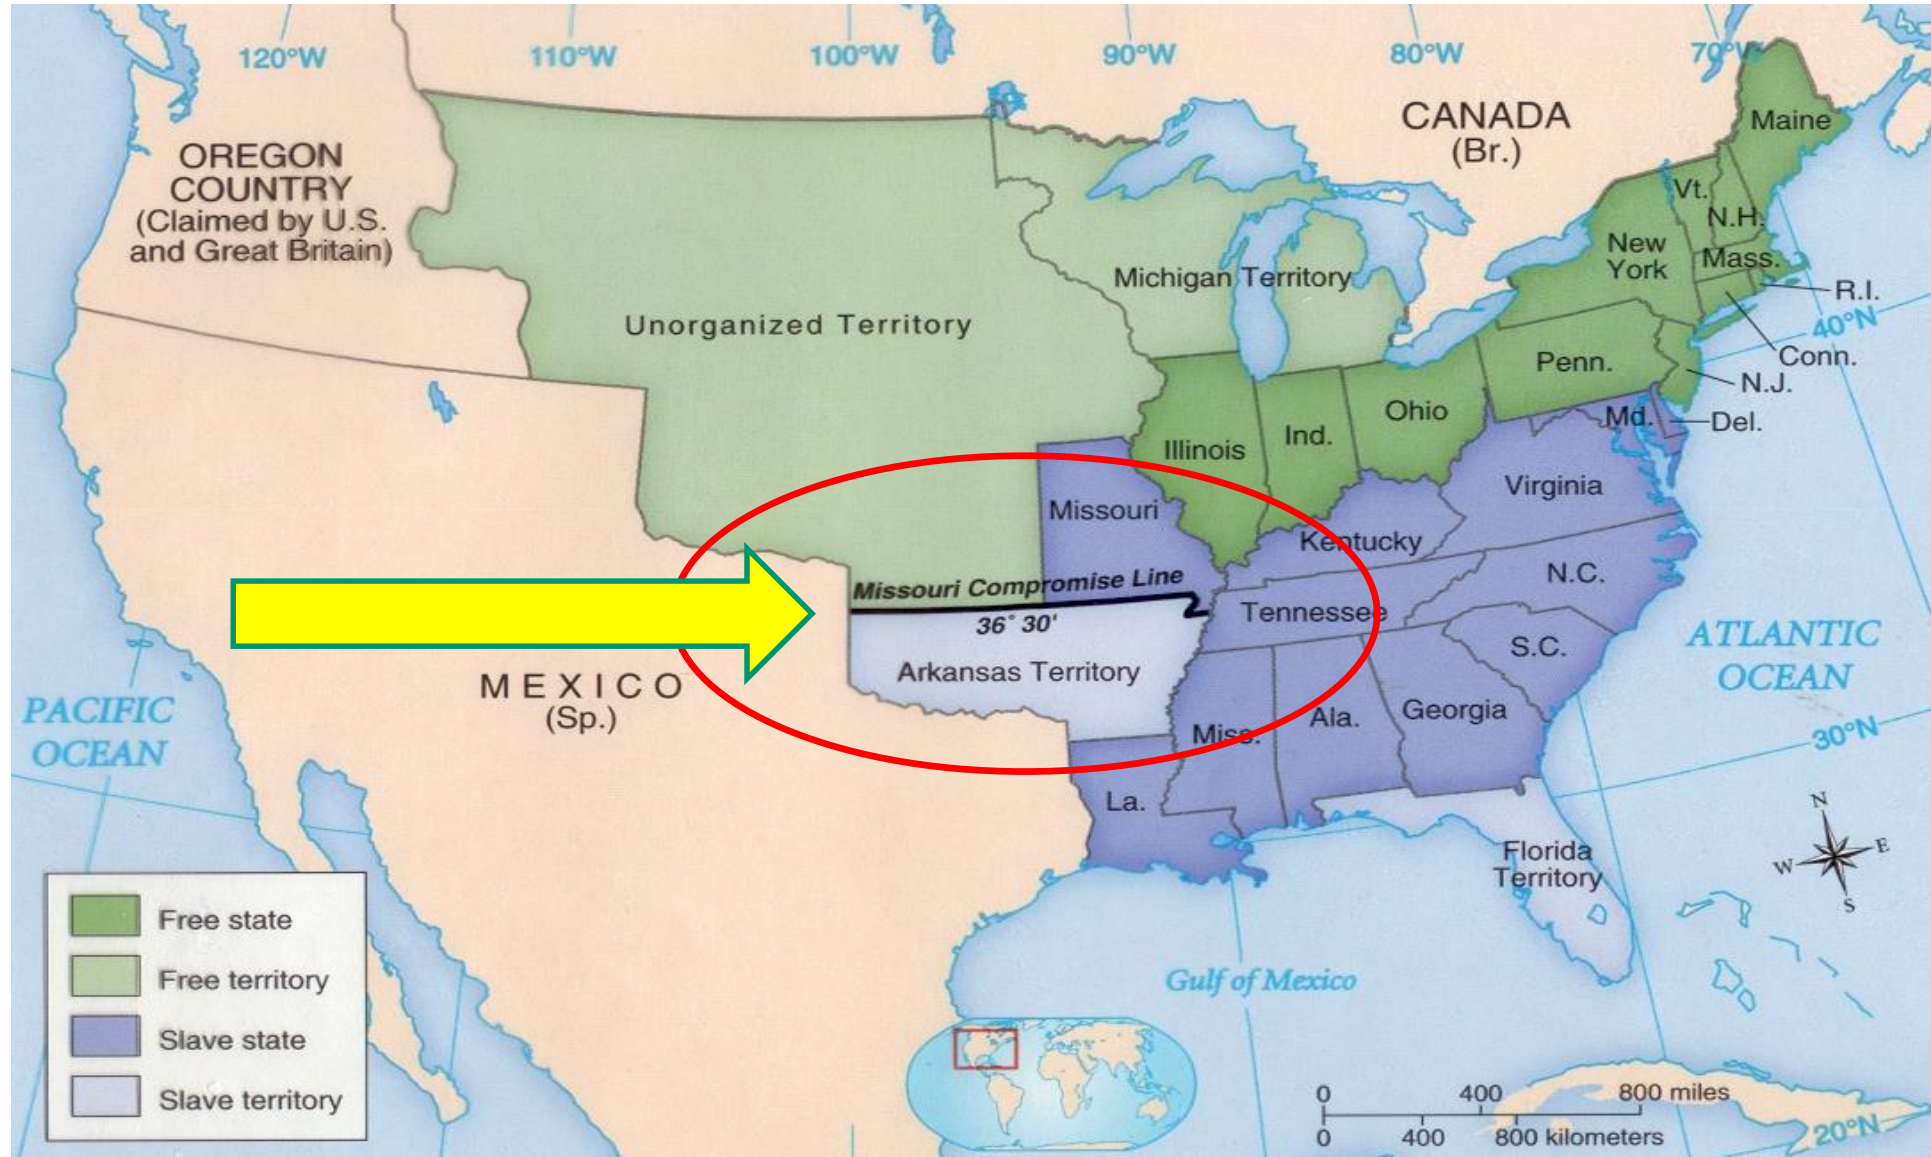 120°W
110°W
100°W
90°W
80°W
70°W
CANADA
(Br.)
Maine
OREGON
COUNTRY
(Claimed by U.S.
and Great Britain)
Vt.
N.H.
New
York
Mass.
Michigan Territory
R.I.
Unorganized Territory
40°N
Conn.
Penn.
N.J.
Ohio
Md.
Del.
Illinois
Ind.
Virginia
Missouri
Kentucky
N.C.
Missouri Compromise Line
36° 30'
Tennessee
S.C.
ATLANTIC
OCEAN
Arkansas Territory
MEXICO
(Sp.)
PACIFIC
OCEAN
Miss.
Ala.
Georgia
30°N
La.
N
W
E
S
Florida
Territory
Free state
Free territory
Slave state
Slave territory
Gulf of Mexico
0 400 800 miles
0 400 800 kilometers
20°N